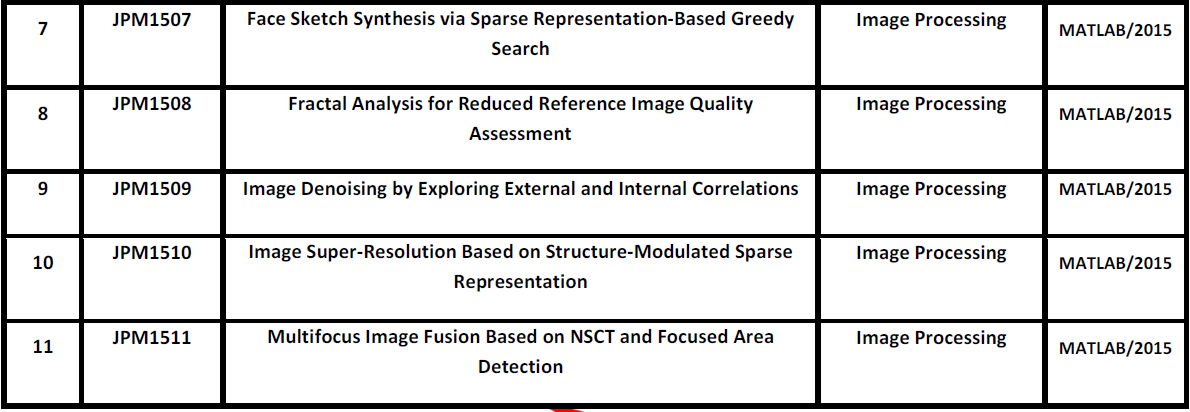 7 JPM1507 Face Sketch Synthesis via Sparse Representation-Based Greedy Image Processing MATLAB/2015
Search
8 JPM1508 Fractal Analysis for Reduced Reference Image Quality Image Processing MATLAB/2015
Assessment
9 JPM1509 Image Denoising by Exploring External and Internal Correlations Image Processing MATLAB/2015
10 JPM1510 Image Super-Resolution Based on Structure-Modulated Sparse Image Processing MATLAB/2015
Representation
11 JPM1511 Multifocus Image Fusion Based on NSCT and Focused Area Image Processing MATLAB/2015
Detection